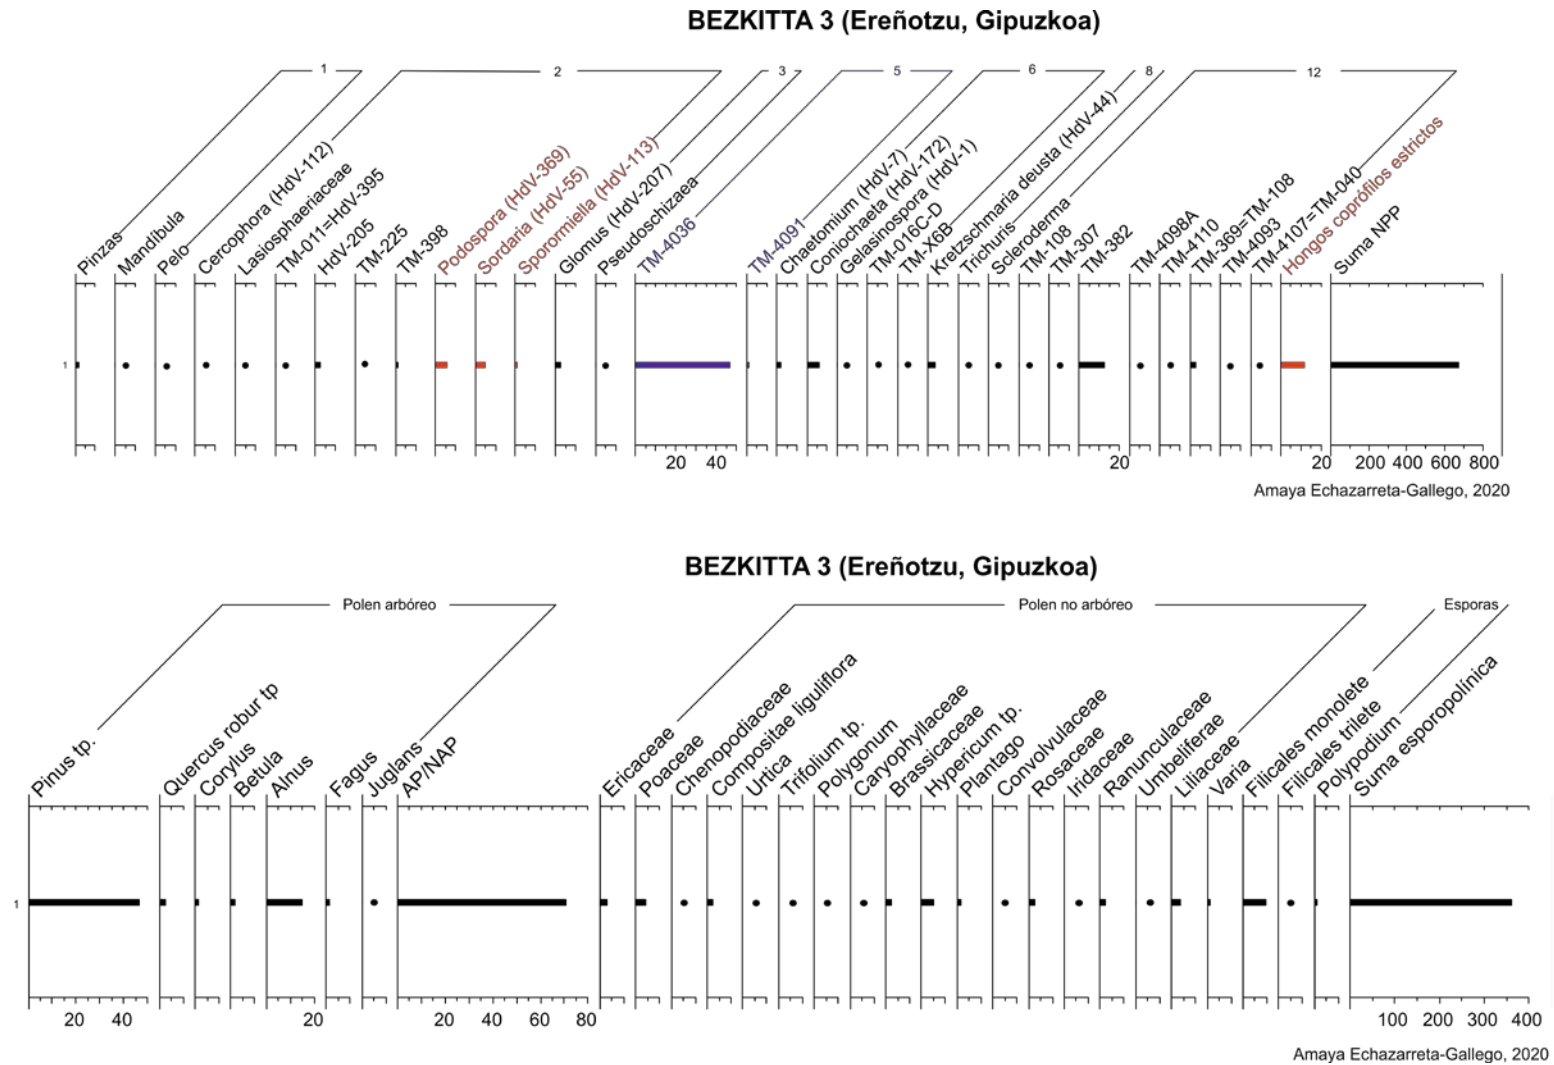 BEZKITTA 3 (Ereñotzu, Gipuzkoa)
1
2
3
5
6
8
12
Pinzas
Mandíbula
Pelo
Cercophora (HdV-112)
Lasiosphaeriaceae
TM-011=HdV-395
HdV-205
TM-225
TM-398
Podospora (HdV-369)
Sordaria (HdV-55)
Sporormiella (HdV-113)
Glomus (HdV-207)
Pseudoschizaea
TM-4036
TM-4091
Chaetomium (HdV-7)
Coniochaeta (HdV-172)
Gelasinospora (HdV-1)
TM-016C-D
TM-X6B
Kretzschmaria deusta (HdV-44)
Trichuris
Scleroderma
TM-108
TM-307
TM-382
TM-4098A
TM-4110
TM-369=TM-108
TM-4093
TM-4107=TM-040
Hongos coprófilos estrictos
Suma NPP
1
20 40 20 20 200 400 600 800
Amaya Echazarreta-Gallego, 2020
BEZKITTA 3 (Ereñotzu, Gipuzkoa)
Polen arbóreo
Polen no arbóreo
Esporas
Pinus tp.
Quercus robur tp
Corylus
Betula
Alnus
Fagus
Juglans
AP/NAP
Ericaceae
Poaceae
Chenopodiaceae
Compositae liguliflora
Urtica
Trifolium tp.
Polygonum
Caryophyllaceae
Brassicaceae
Hypericum tp.
Plantago
Convolvulaceae
Rosaceae
Iridaceae
Ranunculaceae
Umbeliferae
Liliaceae
Varia
Filicales monolete
Filicales trilete
Polypodium
Suma esporopolínica
1
20 40 20 20 40 60 80 100 200 300 400
Amaya Echazarreta-Gallego, 2020